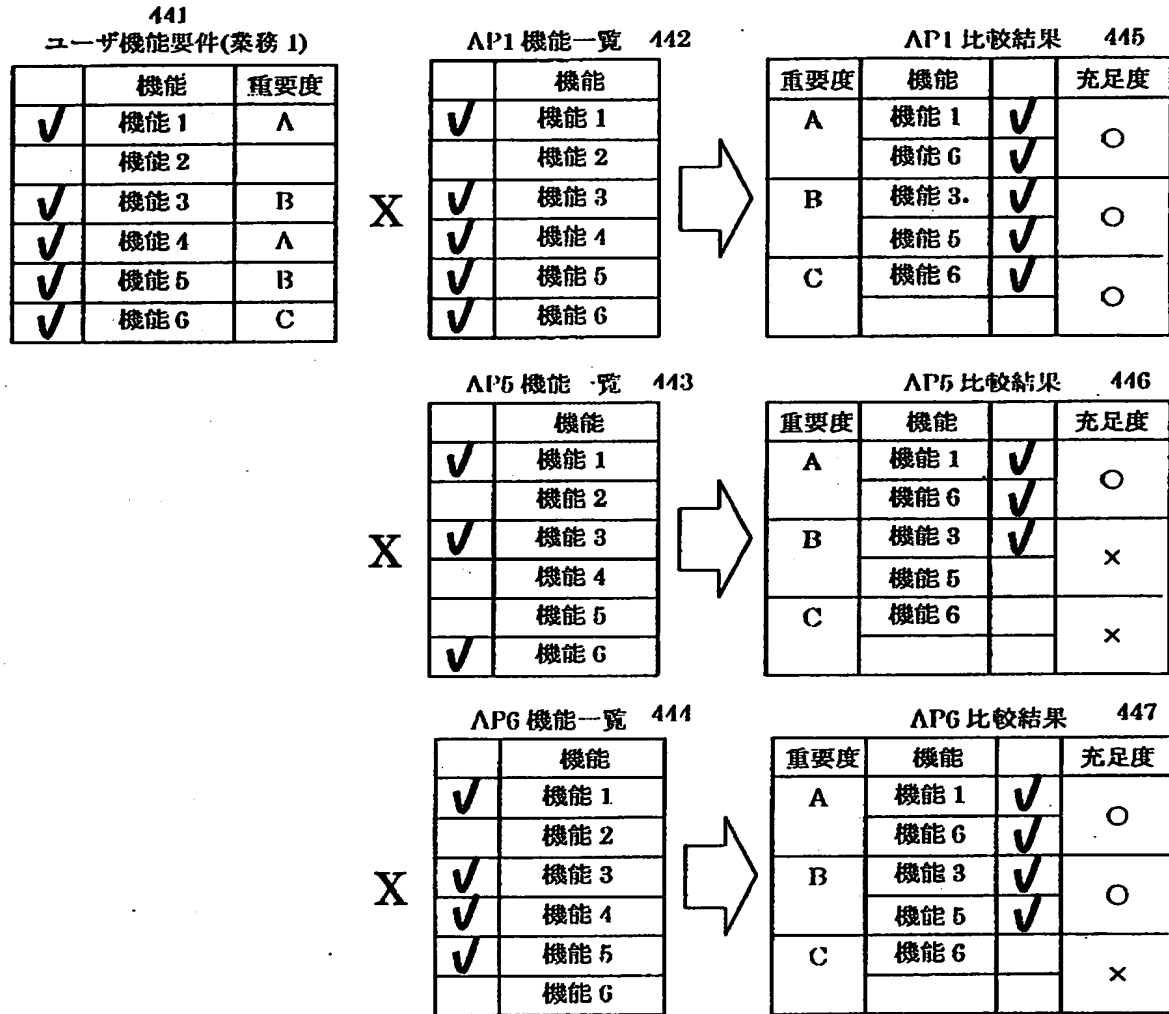 441
ユーザ機能要件(業務 1)
機能 重要度
✓ 機能 1 A
機能 2
✓ 機能 3 B
✓ 機能 4 A
✓ 機能 5 B
✓ 機能 6 C
X
AP1 機能一覧 442
機能
✓ 機能 1
機能 2
✓ 機能 3
✓ 機能 4
✓ 機能 5
✓ 機能 6
AP1 比較結果 445
重要度 機能 充足度
A 機能 1 ✓ ○
機能 6 ✓
B 機能 3. ✓ ○
機能 5 ✓
C 機能 6 ✓ ○
X
AP5 機能一覧 443
機能
✓ 機能 1
機能 2
✓ 機能 3
機能 4
機能 5
✓ 機能 6
AP5 比較結果 446
重要度 機能 充足度
A 機能 1 ✓ ○
機能 6 ✓
B 機能 3 ✓ ×
機能 5
C 機能 6 ×
X
AP6 機能一覧 444
機能
✓ 機能 1
機能 2
✓ 機能 3
✓ 機能 4
✓ 機能 5
機能 6
AP6 比較結果 447
重要度 機能 充足度
A 機能 1 ✓ ○
機能 6 ✓
B 機能 3 ✓ ○
機能 5 ✓
C 機能 6 ×